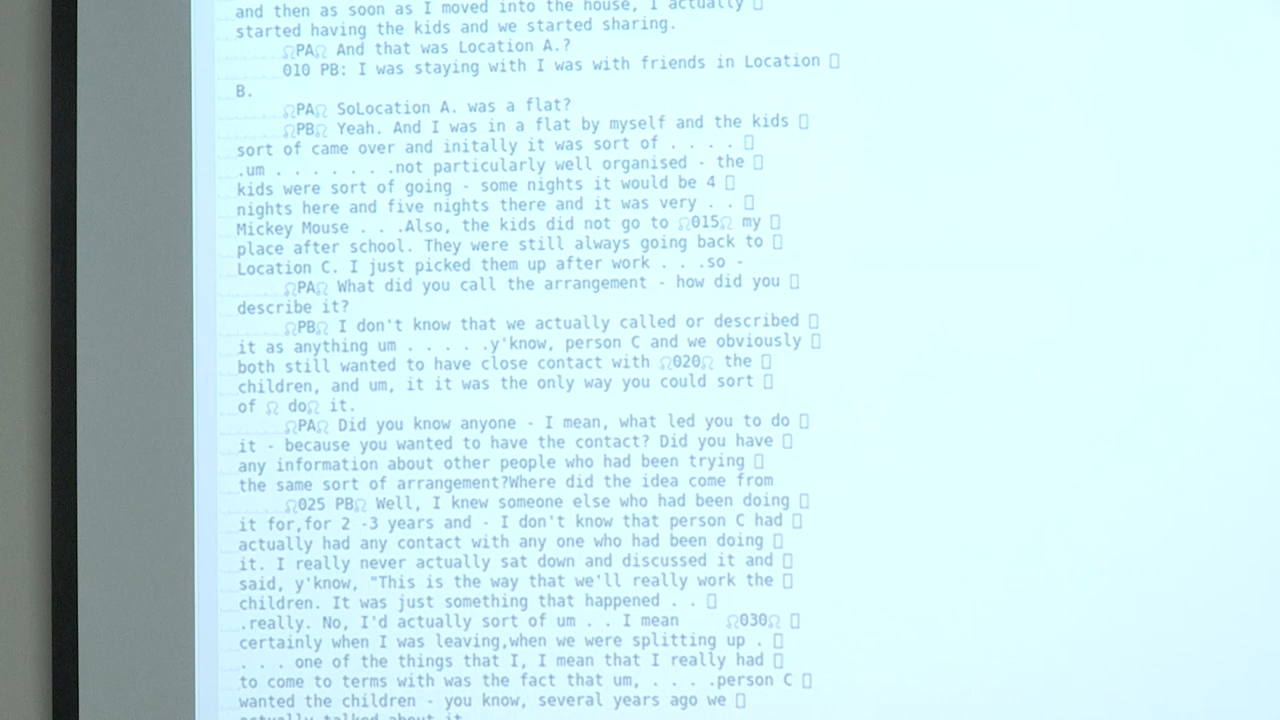 and then as soon as I moved into the house, I actually ▯
started having the kids and we started sharing.
☊PA☊ And that was Location A.?
010 PB: I was staying with I was with friends in Location ▯
B.
☊PA☊ SoLocation A. was a flat?
☊PB☊ Yeah. And I was in a flat by myself and the kids ▯
sort of came over and initally it was sort of . . . . ▯
.um . . . . . . .not particularly well organised - the ▯
kids were sort of going - some nights it would be 4 ▯
nights here and five nights there and it was very . . ▯
Mickey Mouse . . .Also, the kids did not go to ☊015☊ my ▯
place after school. They were still always going back to ▯
Location C. I just picked them up after work . . .so -
☊PA☊ What did you call the arrangement - how did you ▯
describe it?
☊PB☊ I don't know that we actually called or described ▯
it as anything um . . . . .y'know, person C and we obviously ▯
both still wanted to have close contact with ☊020☊ the ▯
children, and um, it it was the only way you could sort ▯
of ☊ do☊ it.
☊PA☊ Did you know anyone - I mean, what led you to do ▯
it - because you wanted to have the contact? Did you have ▯
any information about other people who had been trying ▯
the same sort of arrangement?Where did the idea come from
☊025 PB☊ Well, I knew someone else who had been doing ▯
it for,for 2 -3 years and - I don't know that person C had ▯
actually had any contact with any one who had been doing ▯
it. I really never actually sat down and discussed it and ▯
said, y'know, "This is the way that we'll really work the ▯
children. It was just something that happened . . ▯
.really. No, I'd actually sort of um . . I mean ☊030☊ ▯
certainly when I was leaving,when we were splitting up . ▯
. . . one of the things that I, I mean that I really had ▯
to come to terms with was the fact that um, . . . .person C ▯
wanted the children - you know, several years ago we ▯
actually talked about it